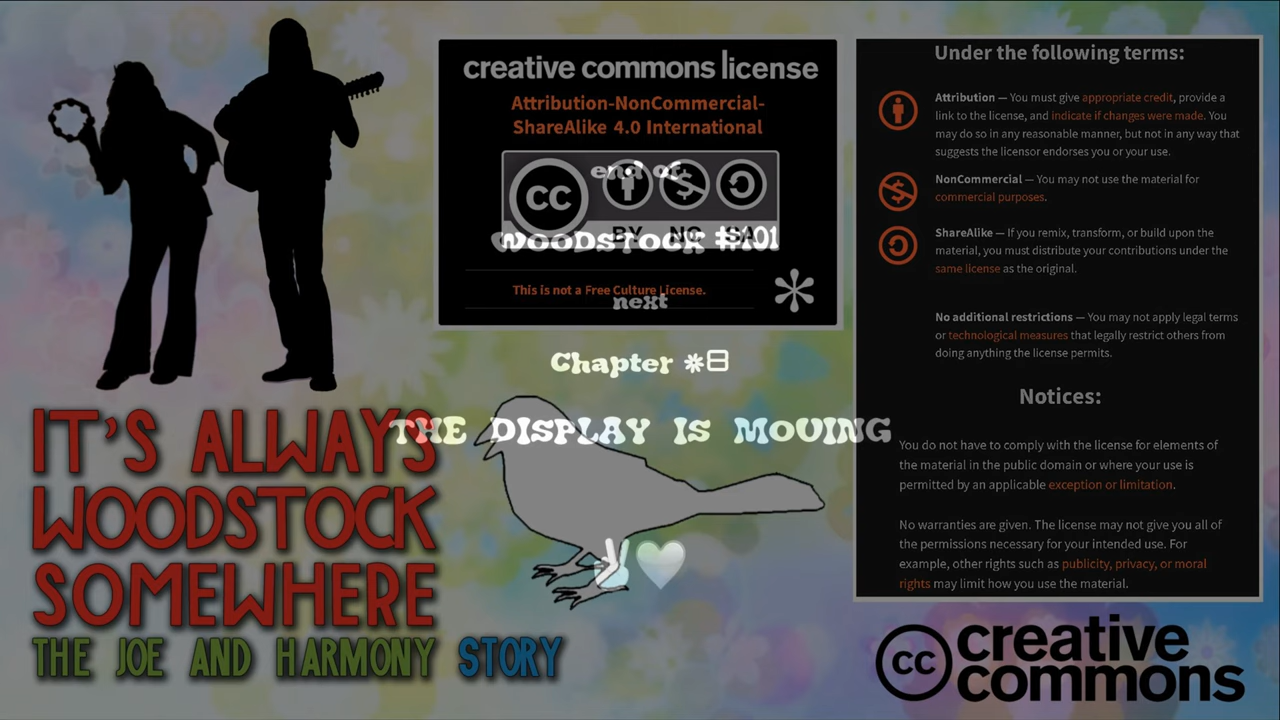 creative commons license
Attribution-NonCommercial-
ShareAlike 4.0 International
cc
BY NC SA
This is not a Free Culture License.
*
end of
WOODSTOCK #101
next
Chapter #8
THE DISPLAY IS MOVING
IT'S ALWAYS
WOODSTOCK
SOMEWHERE
THE JOE AND HARMONY STORY
Under the following terms:
Attribution — You must give appropriate credit, provide a
link to the license, and indicate if changes were made. You
may do so in any reasonable manner, but not in any way that
suggests the licensor endorses you or your use.
NonCommercial — You may not use the material for
commercial purposes.
ShareAlike — If you remix, transform, or build upon the
material, you must distribute your contributions under the
same license as the original.
No additional restrictions — You may not apply legal terms
or technological measures that legally restrict others from
doing anything the license permits.
Notices:
You do not have to comply with the license for elements of
the material in the public domain or where your use is
permitted by an applicable exception or limitation.
No warranties are given. The license may not give you all of
the permissions necessary for your intended use. For
example, other rights such as publicity, privacy, or moral
rights may limit how you use the material.
cc creative
commons